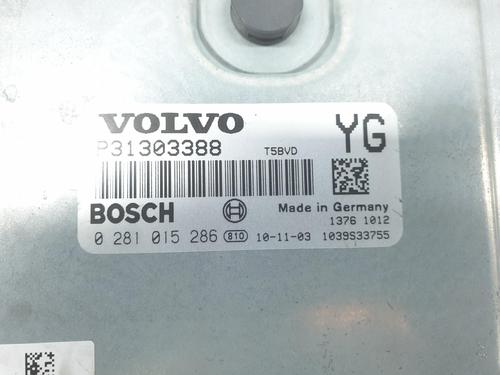 VOLVO YG
P31303388 T5BVD
BOSCH Made in Germany
1376 1012
0 281 015 286 810 10-11-03 1039S33755